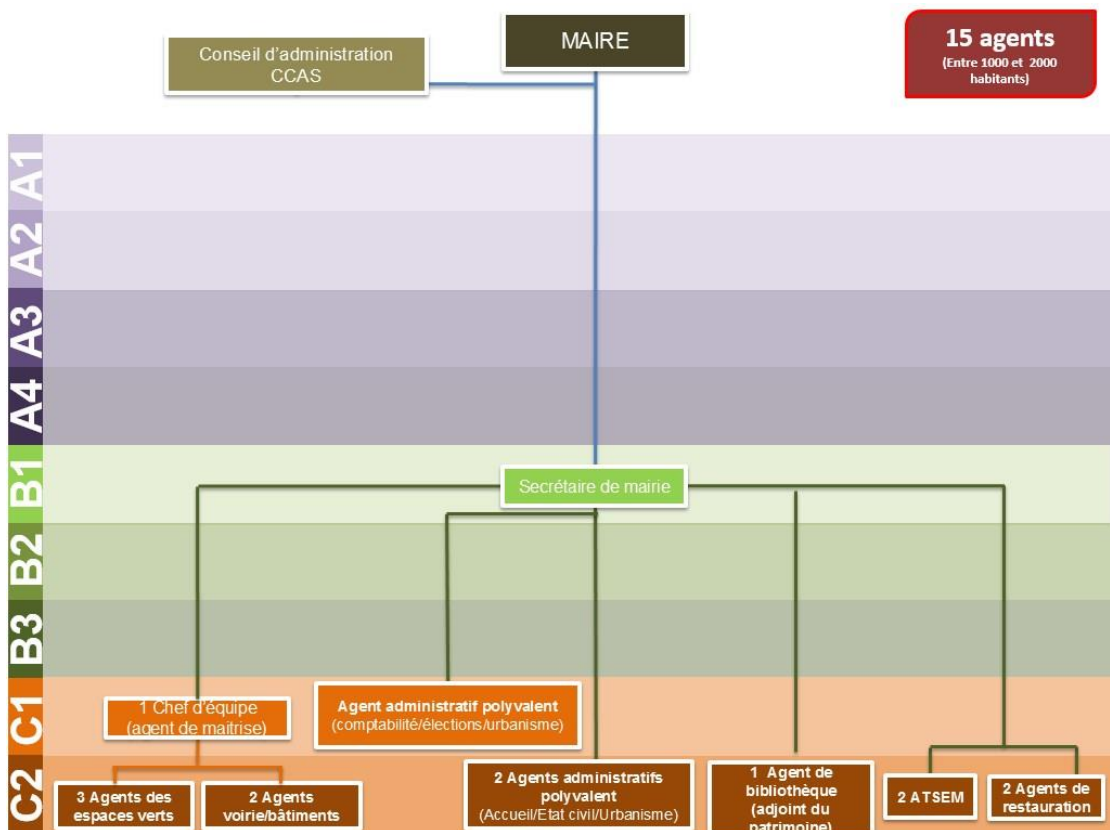 MAIRE
Conseil d'administration
CCAS
15 agents
(Entre 1000 et 2000
habitants)
A1
A2
A3
A4
B1
Secrétaire de mairie
B2
B3
C1
1 Chef d'équipe
(agent de maitrise)
Agent administratif polyvalent
(comptabilité/élections/urbanisme)
C2
3 Agents des
espaces verts
2 Agents
voirie/bâtiments
2 Agents administratifs
polyvalent
(Accueil/Etat civil/Urbanisme)
1 Agent de
bibliothèque
(adjoint du
patrimoine)
2 ATSEM
2 Agents de
restauration